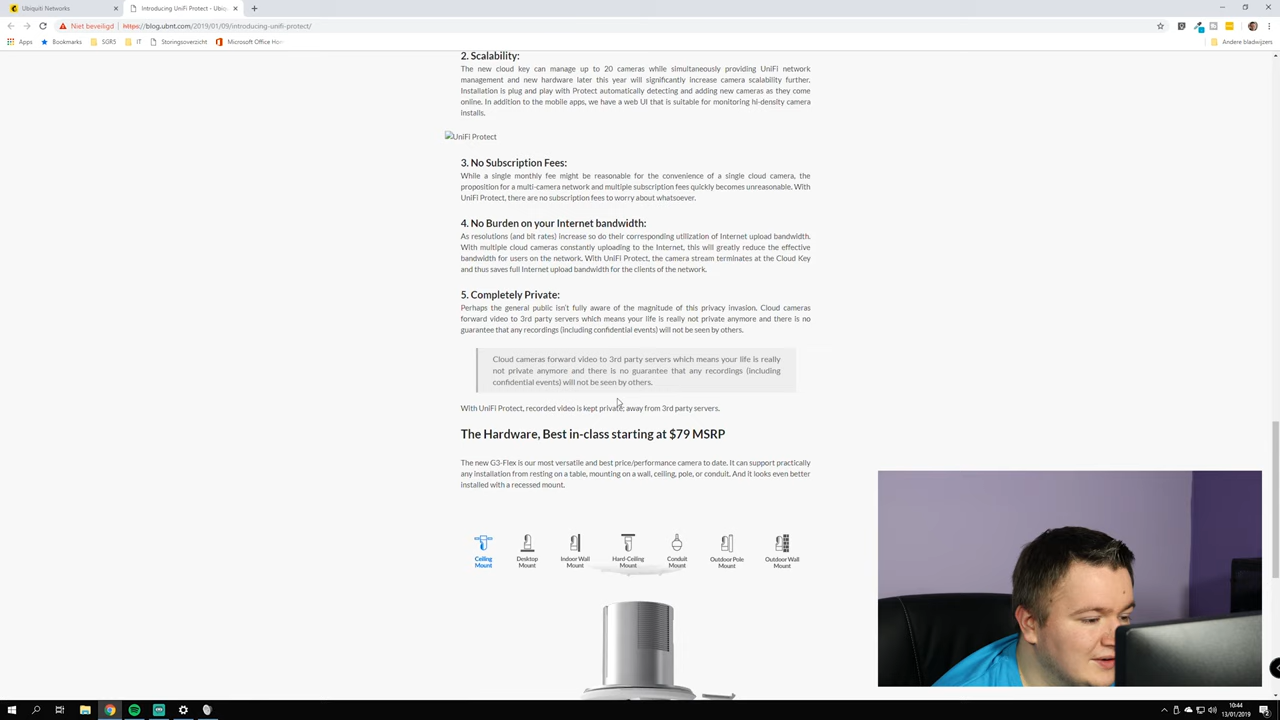 Ubiquiti Networks
Introducing UniFi Protect - Ubiq
Niet beveiligd
https://blog.ubnt.com/2019/01/09/introducing-unifi-protect/
Apps
Bookmarks
SGR5
IT
Storingsoverzicht
Microsoft Office Hom
Andere bladwijzers
2. Scalability:
The new cloud key can manage up to 20 cameras while simultaneously providing UniFi network
management and new hardware later this year will significantly increase camera scalability further.
Installation is plug and play with Protect automatically detecting and adding new cameras as they come
online. In addition to the mobile apps, we have a web UI that is suitable for monitoring hi-density camera
installs.
UniFi Protect
3. No Subscription Fees:
While a single monthly fee might be reasonable for the convenience of a single cloud camera, the
proposition for a multi-camera network and multiple subscription fees quickly becomes unreasonable. With
UniFi Protect, there are no subscription fees to worry about whatsoever.
4. No Burden on your Internet bandwidth:
As resolutions (and bit rates) increase so do their corresponding utilization of Internet upload bandwidth.
With multiple cloud cameras constantly uploading to the Internet, this will greatly reduce the effective
bandwidth for users on the network. With UniFi Protect, the camera stream terminates at the Cloud Key
and thus saves full Internet upload bandwidth for the clients of the network.
5. Completely Private:
Perhaps the general public isn't fully aware of the magnitude of this privacy invasion. Cloud cameras
forward video to 3rd party servers which means your life is really not private anymore and there is no
guarantee that any recordings (including confidential events) will not be seen by others.
Cloud cameras forward video to 3rd party servers which means your life is really
not private anymore and there is no guarantee that any recordings (including
confidential events) will not be seen by others.
With UniFi Protect, recorded video is kept private, away from 3rd party servers.
The Hardware, Best in-class starting at $79 MSRP
The new G3-Flex is our most versatile and best price/performance camera to date. It can support practically
any installation from resting on a table, mounting on a wall, ceiling, pole, or conduit. And it looks even better
installed with a recessed mount.
Ceiling Mount
Desktop Mount
Indoor Wall Mount
Hard-Ceiling Mount
Conduit Mount
Outdoor Pole Mount
Outdoor Wall Mount
10:44
13/01/2019